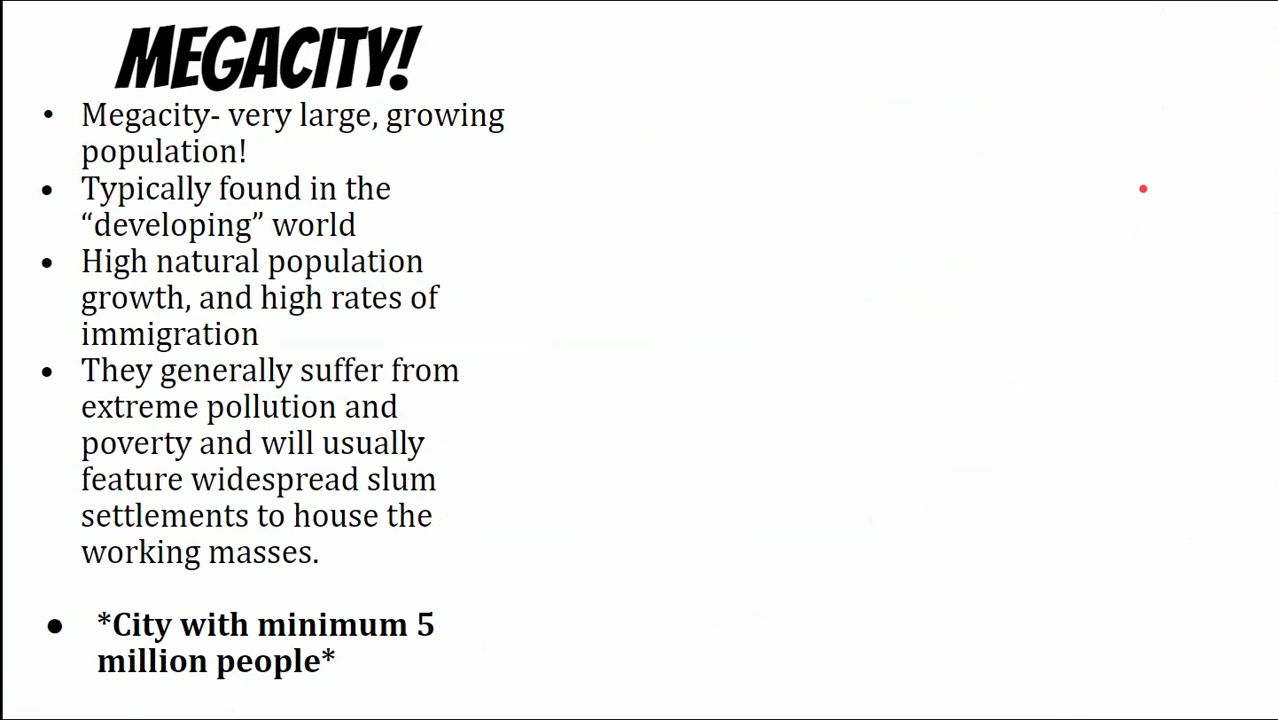 MEGACITY!
• Megacity- very large, growing
population!
• Typically found in the
“developing” world
• High natural population
growth, and high rates of
immigration
• They generally suffer from
extreme pollution and
poverty and will usually
feature widespread slum
settlements to house the
working masses.
● *City with minimum 5
million people*